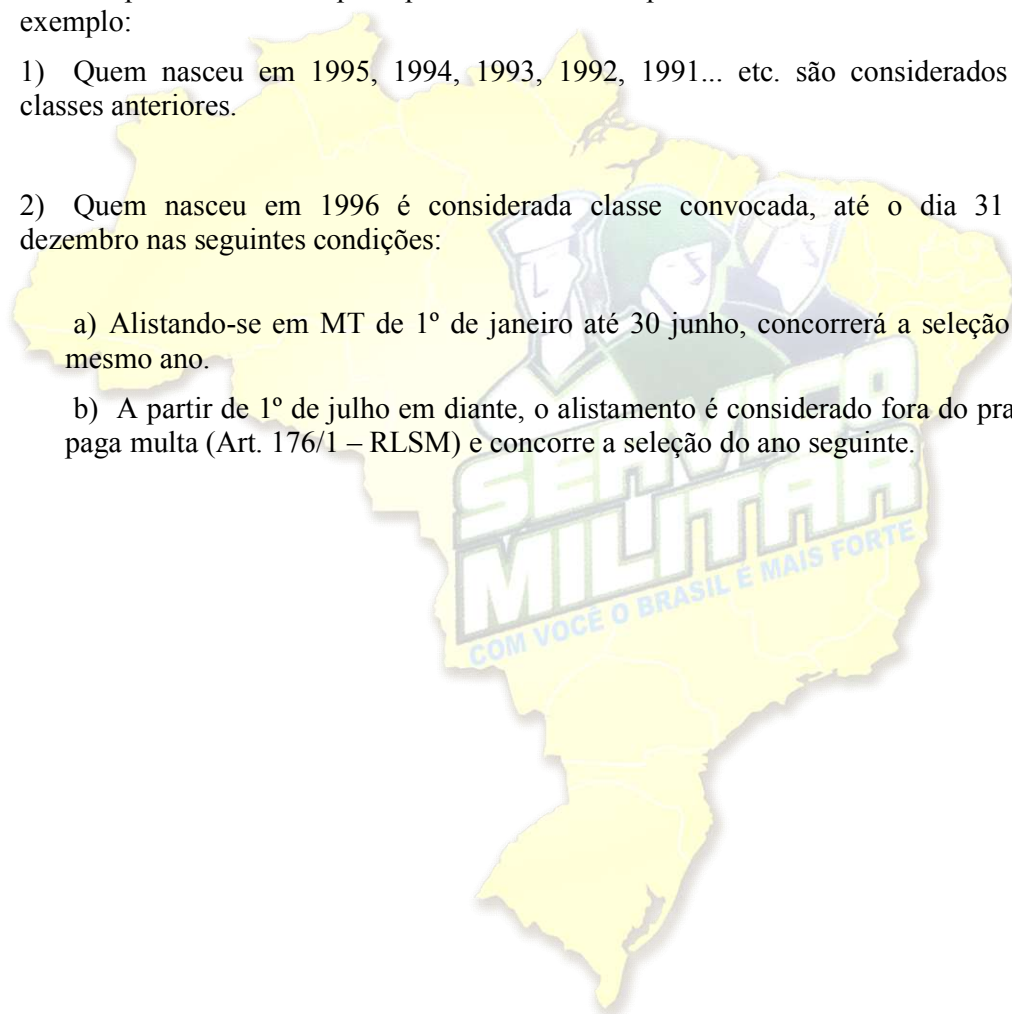 exemplo:
1) Quem nasceu em 1995, 1994, 1993, 1992, 1991... etc. são considerados
classes anteriores.
2) Quem nasceu em 1996 é considerada classe convocada, até o dia 31
dezembro nas seguintes condições:
a) Alistando-se em MT de 1º de janeiro até 30 junho, concorrerá a seleção
mesmo ano.
b) A partir de 1º de julho em diante, o alistamento é considerado fora do pra
paga multa (Art. 176/1 – RLSM) e concorre a seleção do ano seguinte.
SERVIÇO
MILITAR
COM VOCÊ O BRASIL É MAIS FORTE